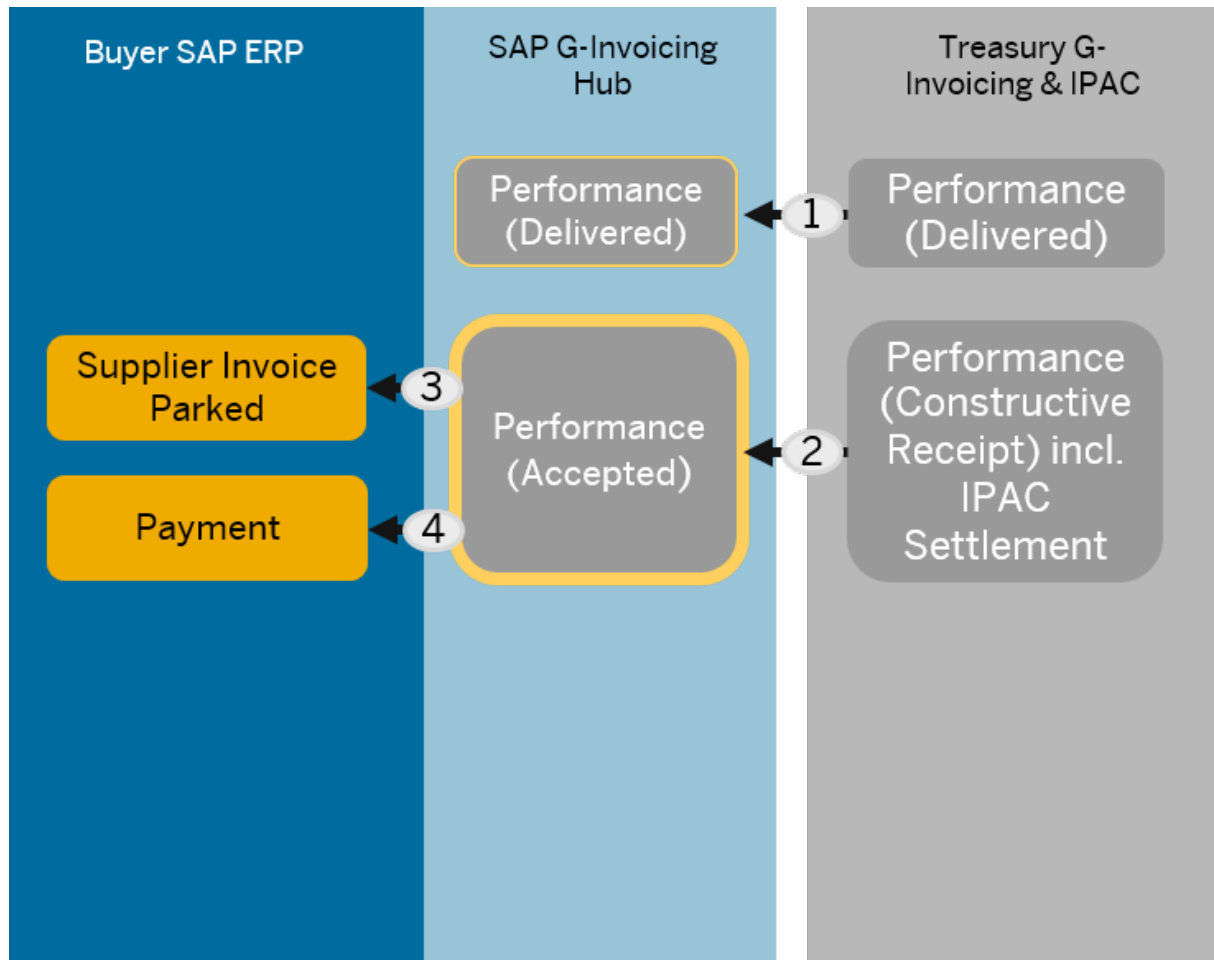 Buyer SAP ERP
SAP G-Invoicing
Hub
Treasury G-
Invoicing & IPAC
Performance
(Delivered)
1
Performance
(Delivered)
Supplier Invoice
Parked
3
Performance
(Accepted)
2
Performance
(Constructive
Receipt) incl.
IPAC
Settlement
Payment
4